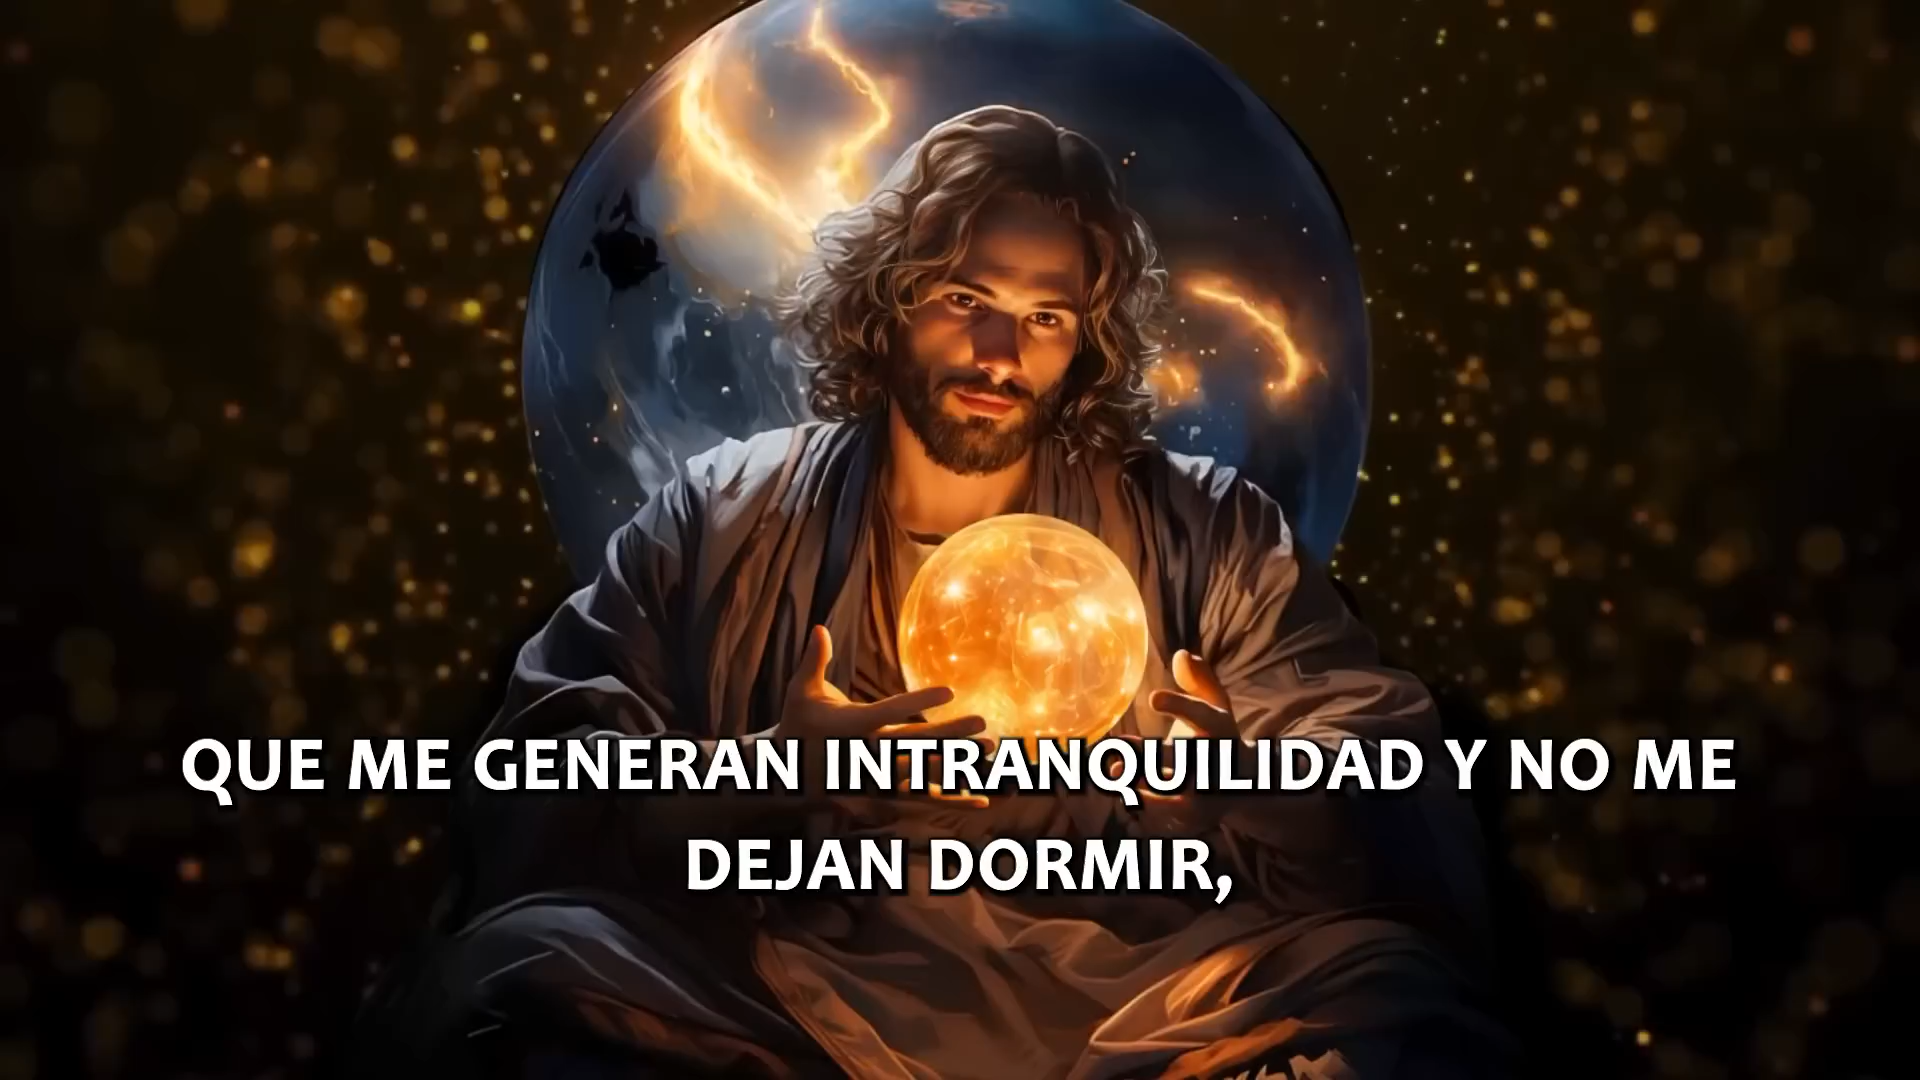 QUE ME GENERAN INTRANQUILIDAD Y NO ME
DEJAN DORMIR,